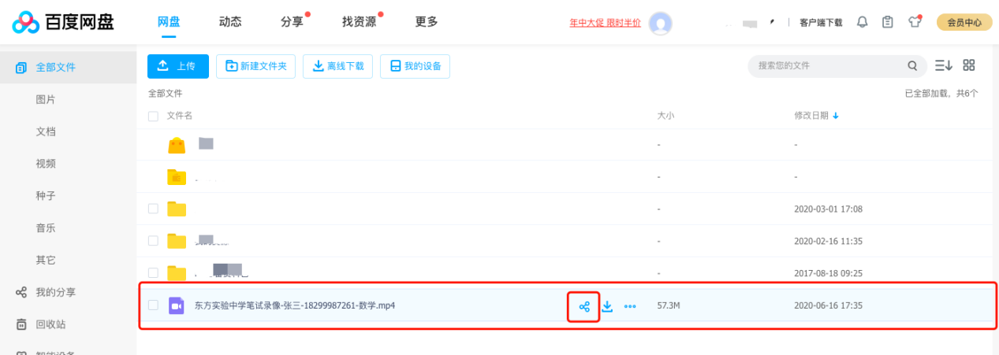 百度网盘 网盘 动态 分享 找资源 更多 年中大促 限时半价 客户端下载 会员中心
全部文件 上传 新建文件夹 离线下载 我的设备 搜索您的文件
全部文件 已全部加载，共6个
图片
文件名 大小 修改日期
文档
- -
视频
- -
种子
- 2020-03-01 17:08
音乐
- 2020-02-16 11:35
其它
- 2017-08-18 09:25
我的分享
东方实验中学笔试录像-张三-18299987261-数学.mp4 57.3M 2020-06-16 17:35
回收站